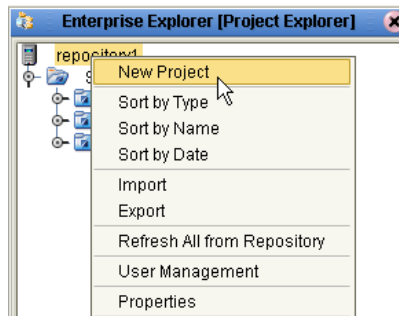 Enterprise Explorer [Project Explorer]
repository1
New Project
Sort by Type
Sort by Name
Sort by Date
Import
Export
Refresh All from Repository
User Management
Properties